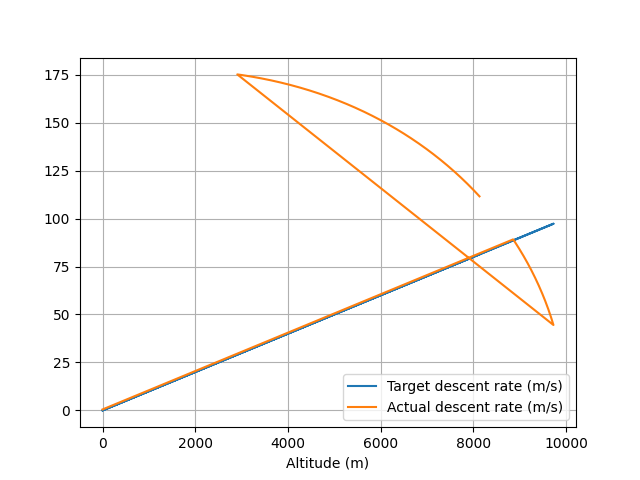 175
150
125
100
75
50
25
0
0 2000 4000 6000 8000 10000
Altitude (m)
Target descent rate (m/s)
Actual descent rate (m/s)